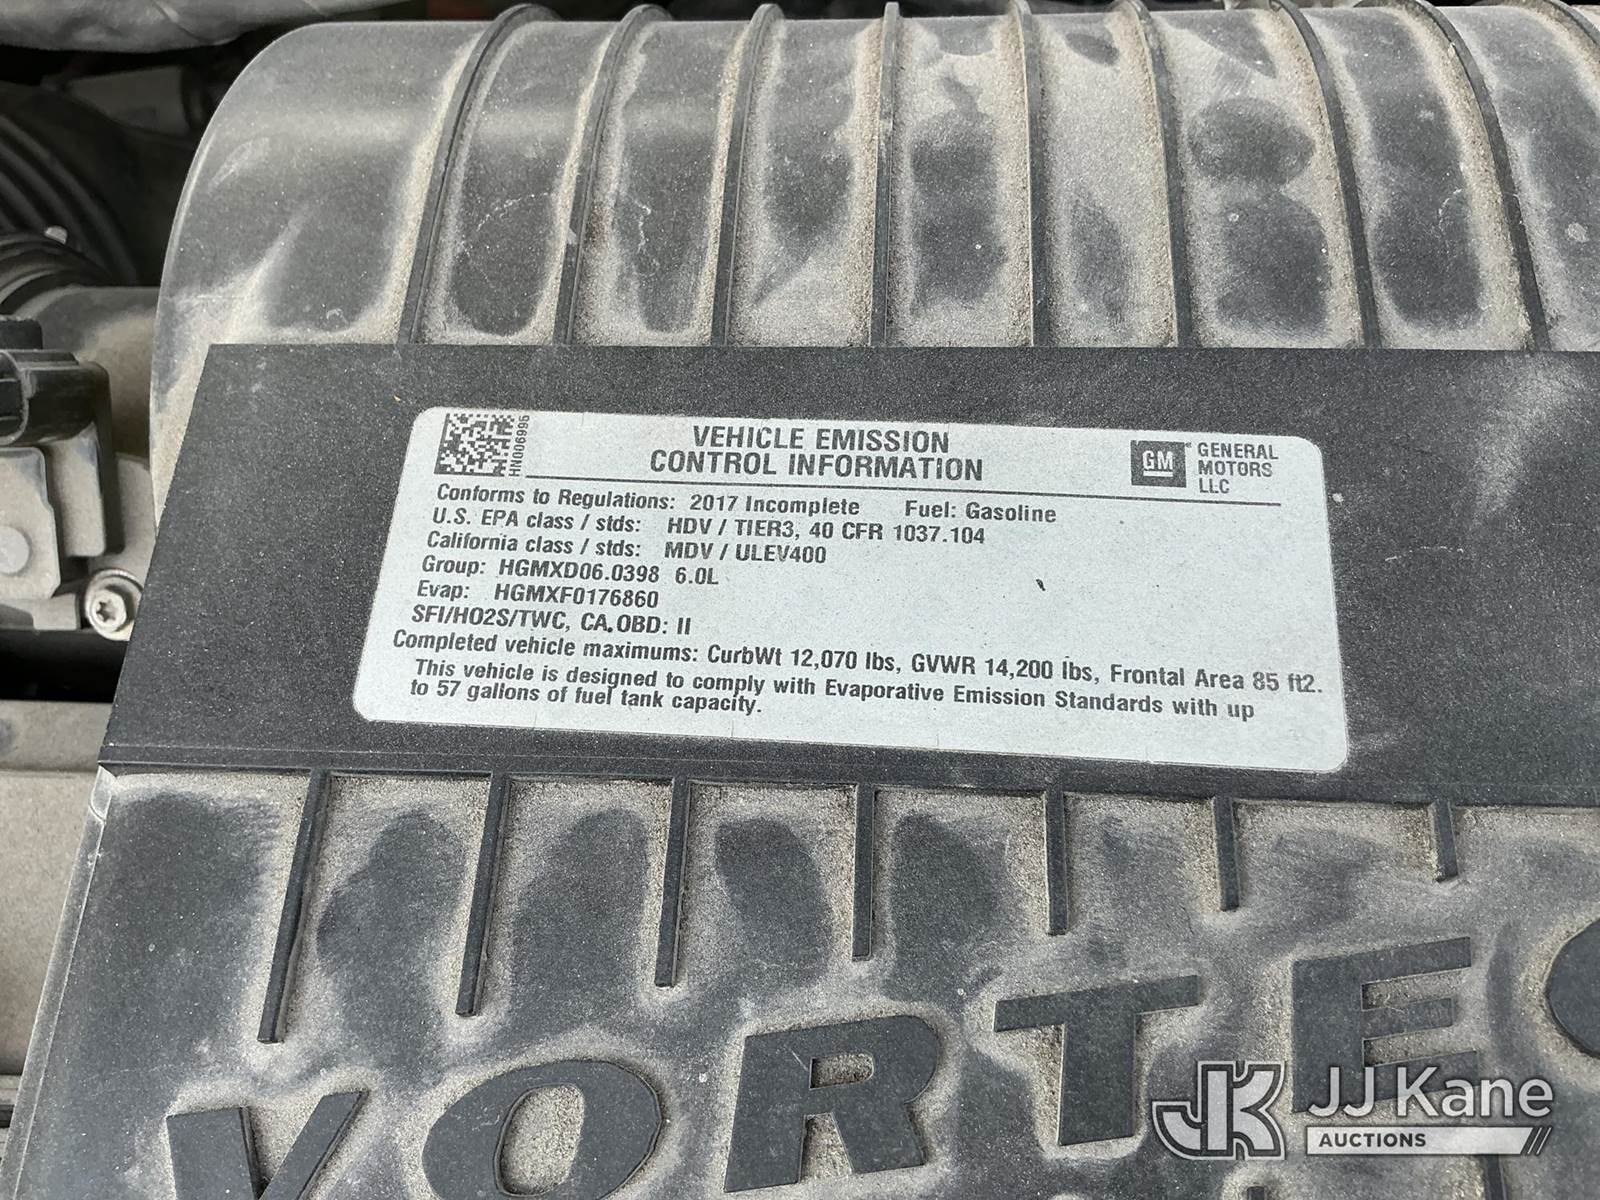 HN006995
VEHICLE EMISSION
CONTROL INFORMATION
GM
GENERAL
MOTORS
LLC
Conforms to Regulations: 2017 Incomplete Fuel: Gasoline
U.S. EPA class / stds: HDV / TIER3, 40 CFR 1037.104
California class / stds: MDV / ULEV400
Group: HGMXD06.0398 6.0L
Evap: HGMXF0176860
SFI/HO2S/TWC, CA.OBD: II
Completed vehicle maximums: CurbWt 12,070 lbs, GVWR 14,200 lbs, Frontal Area 85 ft2.
This vehicle is designed to comply with Evaporative Emission Standards with up
to 57 gallons of fuel tank capacity.
VORTEC
JK JJ Kane
AUCTIONS